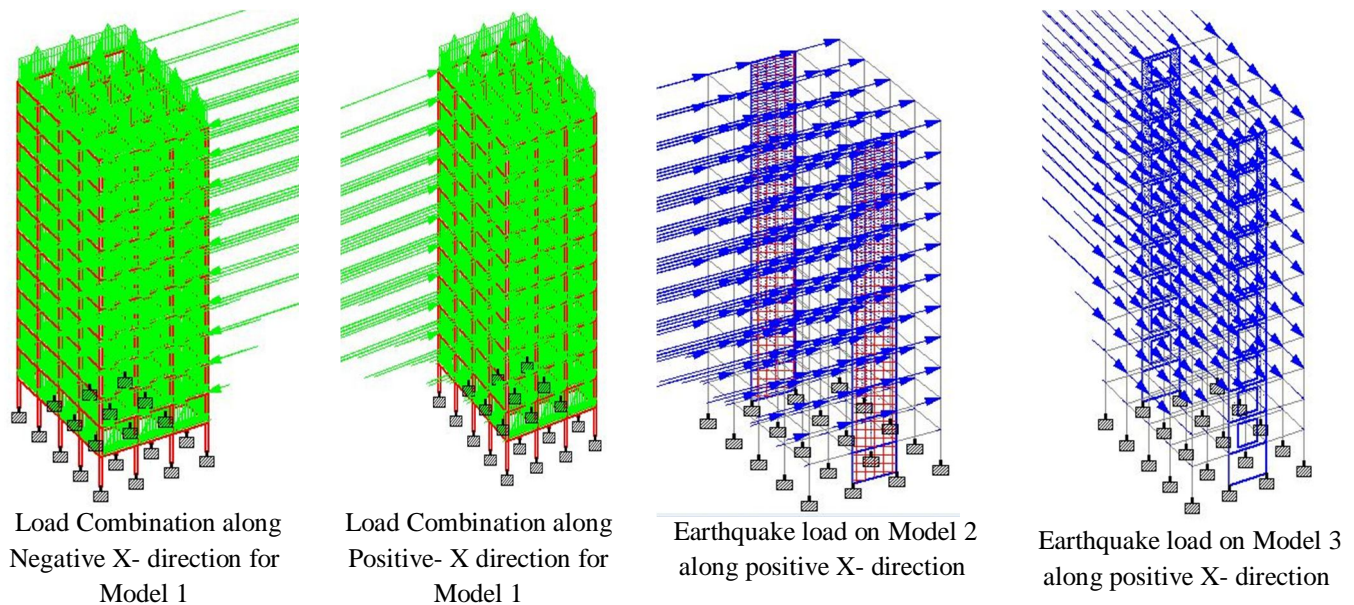 Load Combination along
Negative X- direction for
Model 1
Load Combination along
Positive- X direction for
Model 1
Earthquake load on Model 2
along positive X- direction
Earthquake load on Model 3
along positive X- direction